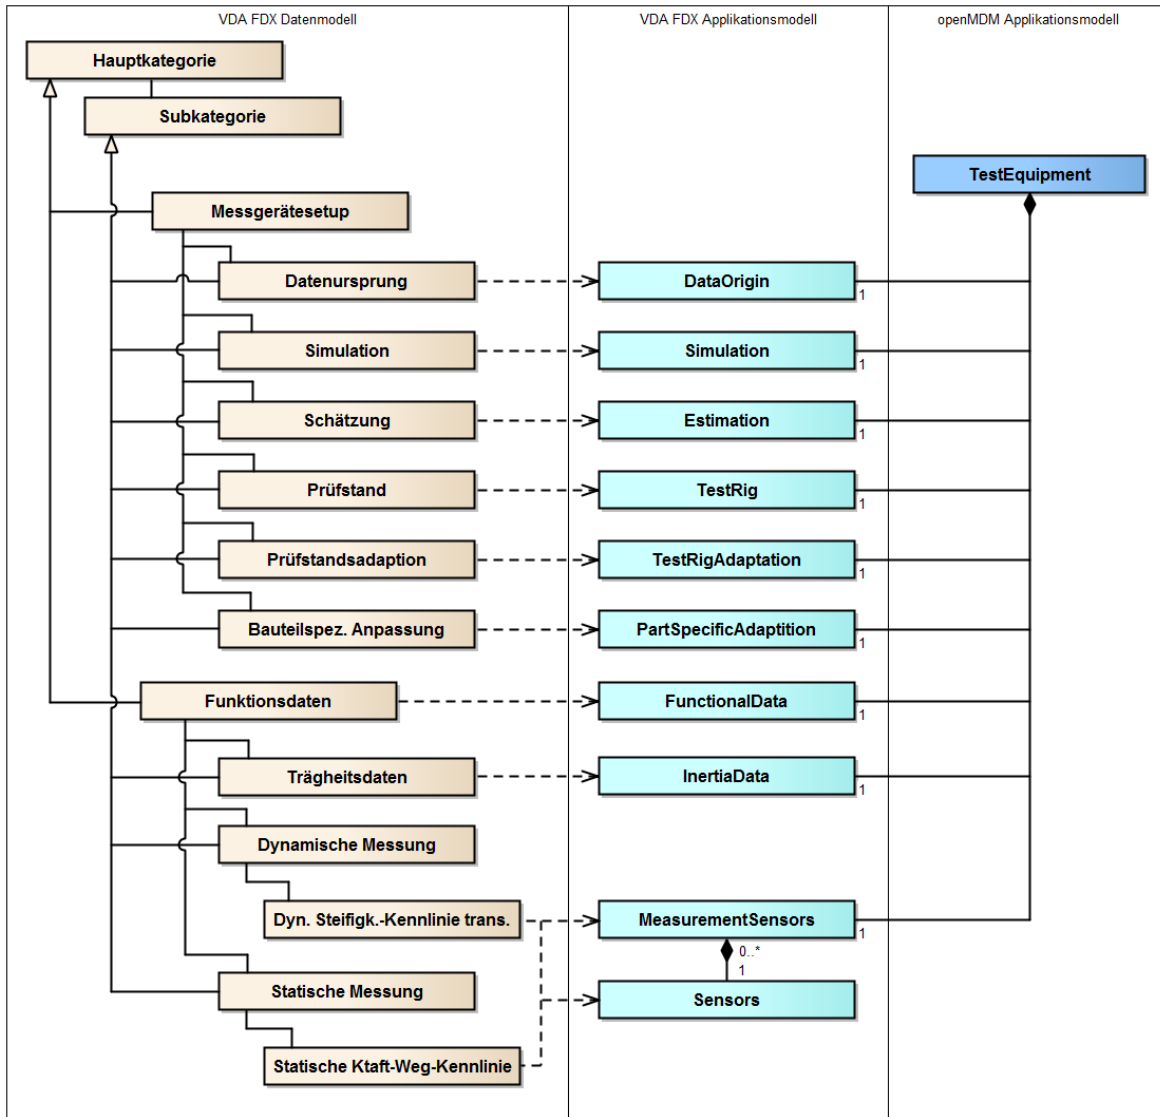 VDA FDX Datenmodell
VDA FDX Applikationsmodell
openMDM Applikationsmodell
Hauptkategorie
Subkategorie
TestEquipment
Messgerätesetup
Datenursprung
DataOrigin
1
Simulation
Simulation
1
Schätzung
Estimation
1
Prüfstand
TestRig
1
Prüfstandsadaption
TestRigAdaptation
1
Bauteilspez. Anpassung
PartSpecificAdaptition
1
Funktionsdaten
FunctionalData
1
Trägheitsdaten
InertiaData
1
Dynamische Messung
Dyn. Steifigk.-Kennlinie trans.
MeasurementSensors
1
0..*
1
Statische Messung
Sensors
Statische Ktaft-Weg-Kennlinie